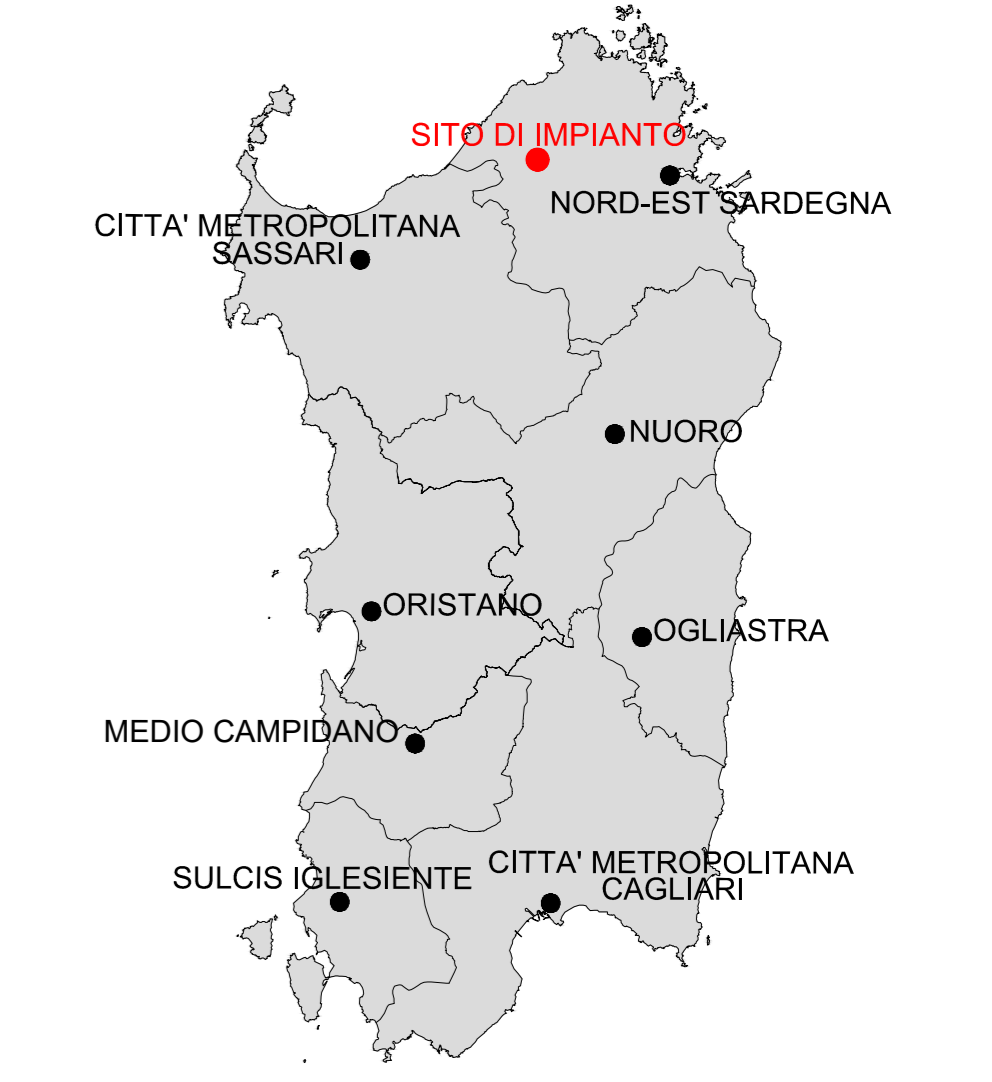 SITO DI IMPIANTO
NORD-EST SARDEGNA
CITTA' METROPOLITANA
SASSARI
NUORO
ORISTANO
OGLIASTRA
MEDIO CAMPIDANO
SULCIS IGLESIENTE
CITTA' METROPOLITANA
CAGLIARI